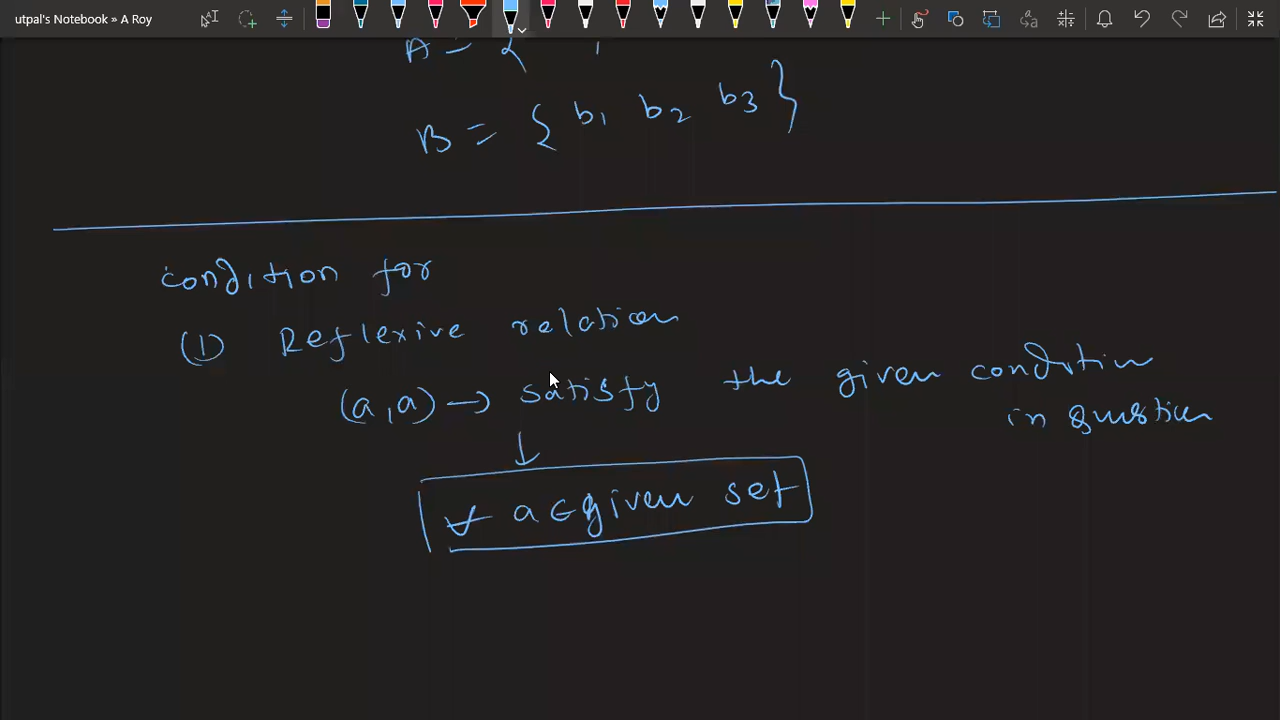 utpal's Notebook » A Roy
A = {
B = { b1 b2 b3 }
condition for
(1) Reflexive relation
(a,a) → satisfy the given condition
in question
↓
∀ a ∈ given set